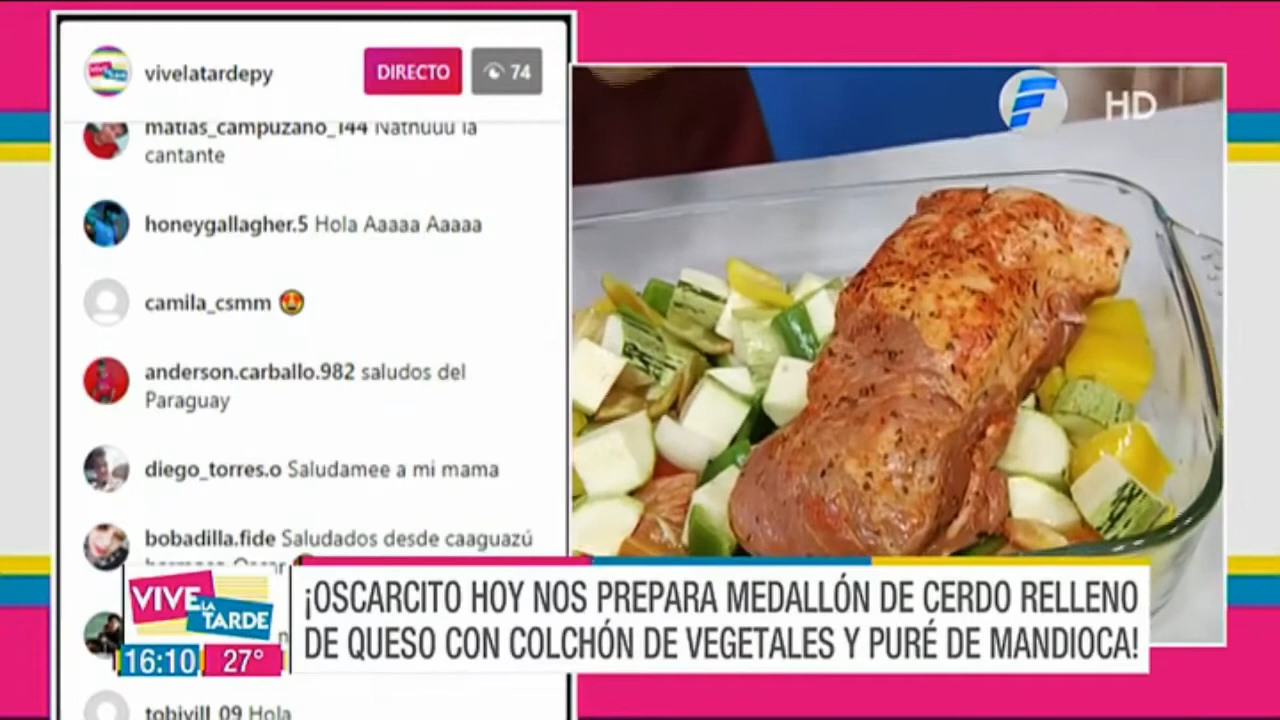 vivelatardepy
DIRECTO
74
matias_campuzano_144 Nathuuu la
cantante
honeygallagher.5 Hola Aaaaa Aaaaa
camila_csmm 😍
anderson.carballo.982 saludos del
Paraguay
diego_torres.o Saludamee a mi mama
bobadilla.fide Saludados desde caaguazú
tobivill_09 Hola
HD
VIVE
LA
TARDE
16:10 27°
¡OSCARCITO HOY NOS PREPARA MEDALLÓN DE CERDO RELLENO
DE QUESO CON COLCHÓN DE VEGETALES Y PURÉ DE MANDIOCA!